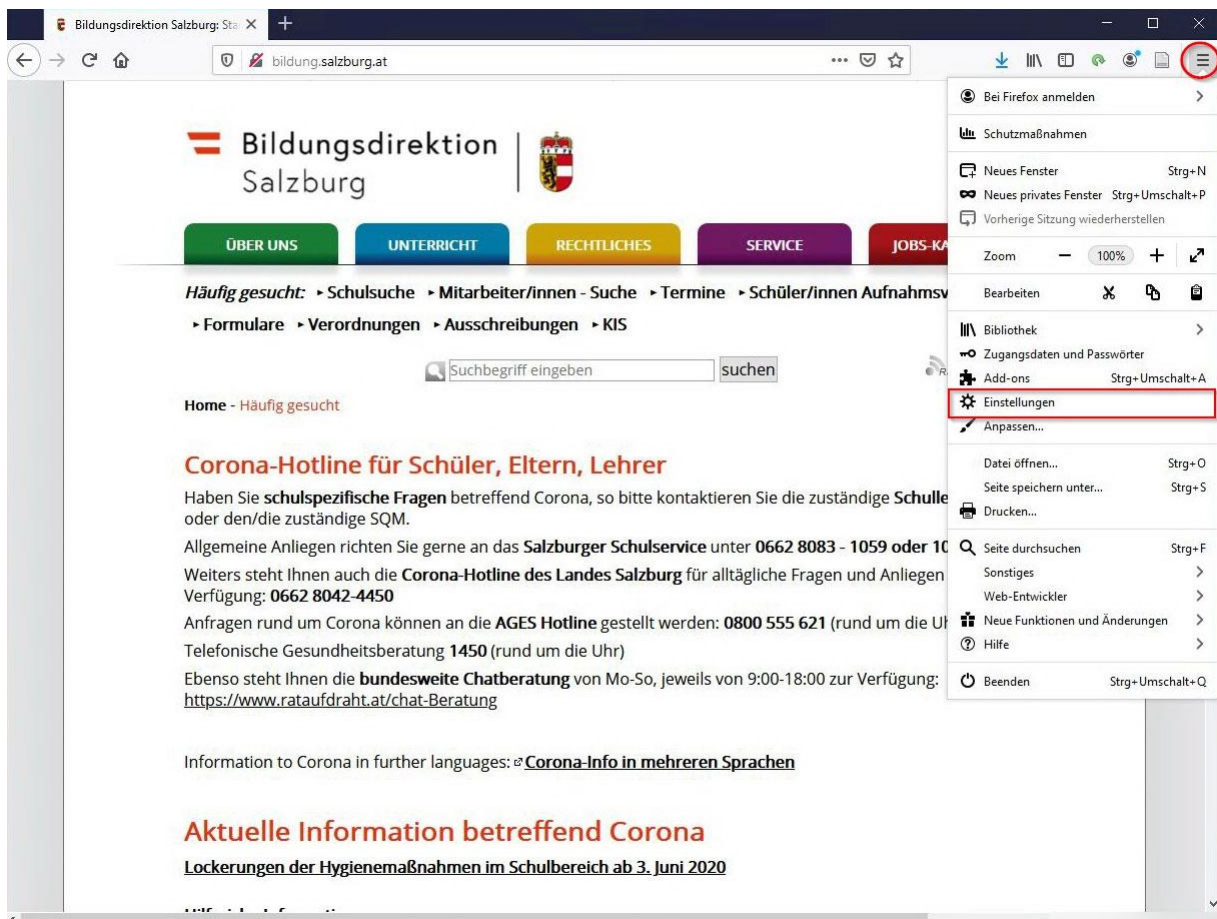 Bildungsdirektion Salzburg: Sta
bildung.salzburg.at
Bildungsdirektion
Salzburg
ÜBER UNS UNTERRICHT RECHTLICHES SERVICE JOBS-KA
Häufig gesucht: ▸ Schulsuche ▸ Mitarbeiter/innen - Suche ▸ Termine ▸ Schüler/innen Aufnahmsv
▸ Formulare ▸ Verordnungen ▸ Ausschreibungen ▸ KIS
Suchbegriff eingeben suchen
Home - Häufig gesucht
Corona-Hotline für Schüler, Eltern, Lehrer
Haben Sie schulspezifische Fragen betreffend Corona, so bitte kontaktieren Sie die zuständige Schulle
oder den/die zuständige SQM.
Allgemeine Anliegen richten Sie gerne an das Salzburger Schulservice unter 0662 8083 - 1059 oder 10
Weiters steht Ihnen auch die Corona-Hotline des Landes Salzburg für alltägliche Fragen und Anliegen
Verfügung: 0662 8042-4450
Anfragen rund um Corona können an die AGES Hotline gestellt werden: 0800 555 621 (rund um die Uh
Telefonische Gesundheitsberatung 1450 (rund um die Uhr)
Ebenso steht Ihnen die bundesweite Chatberatung von Mo-So, jeweils von 9:00-18:00 zur Verfügung:
https://www.rataufdraht.at/chat-Beratung
Information to Corona in further languages: Corona-Info in mehreren Sprachen
Aktuelle Information betreffend Corona
Lockerungen der Hygienemaßnahmen im Schulbereich ab 3. Juni 2020
Bei Firefox anmelden
Schutzmaßnahmen
Neues Fenster Strg+N
Neues privates Fenster Strg+Umschalt+P
Vorherige Sitzung wiederherstellen
Zoom 100%
Bearbeiten
Bibliothek
Zugangsdaten und Passwörter
Add-ons Strg+Umschalt+A
Einstellungen
Anpassen...
Datei öffnen... Strg+O
Seite speichern unter... Strg+S
Drucken...
Seite durchsuchen Strg+F
Sonstiges
Web-Entwickler
Neue Funktionen und Änderungen
Hilfe
Beenden Strg+Umschalt+Q